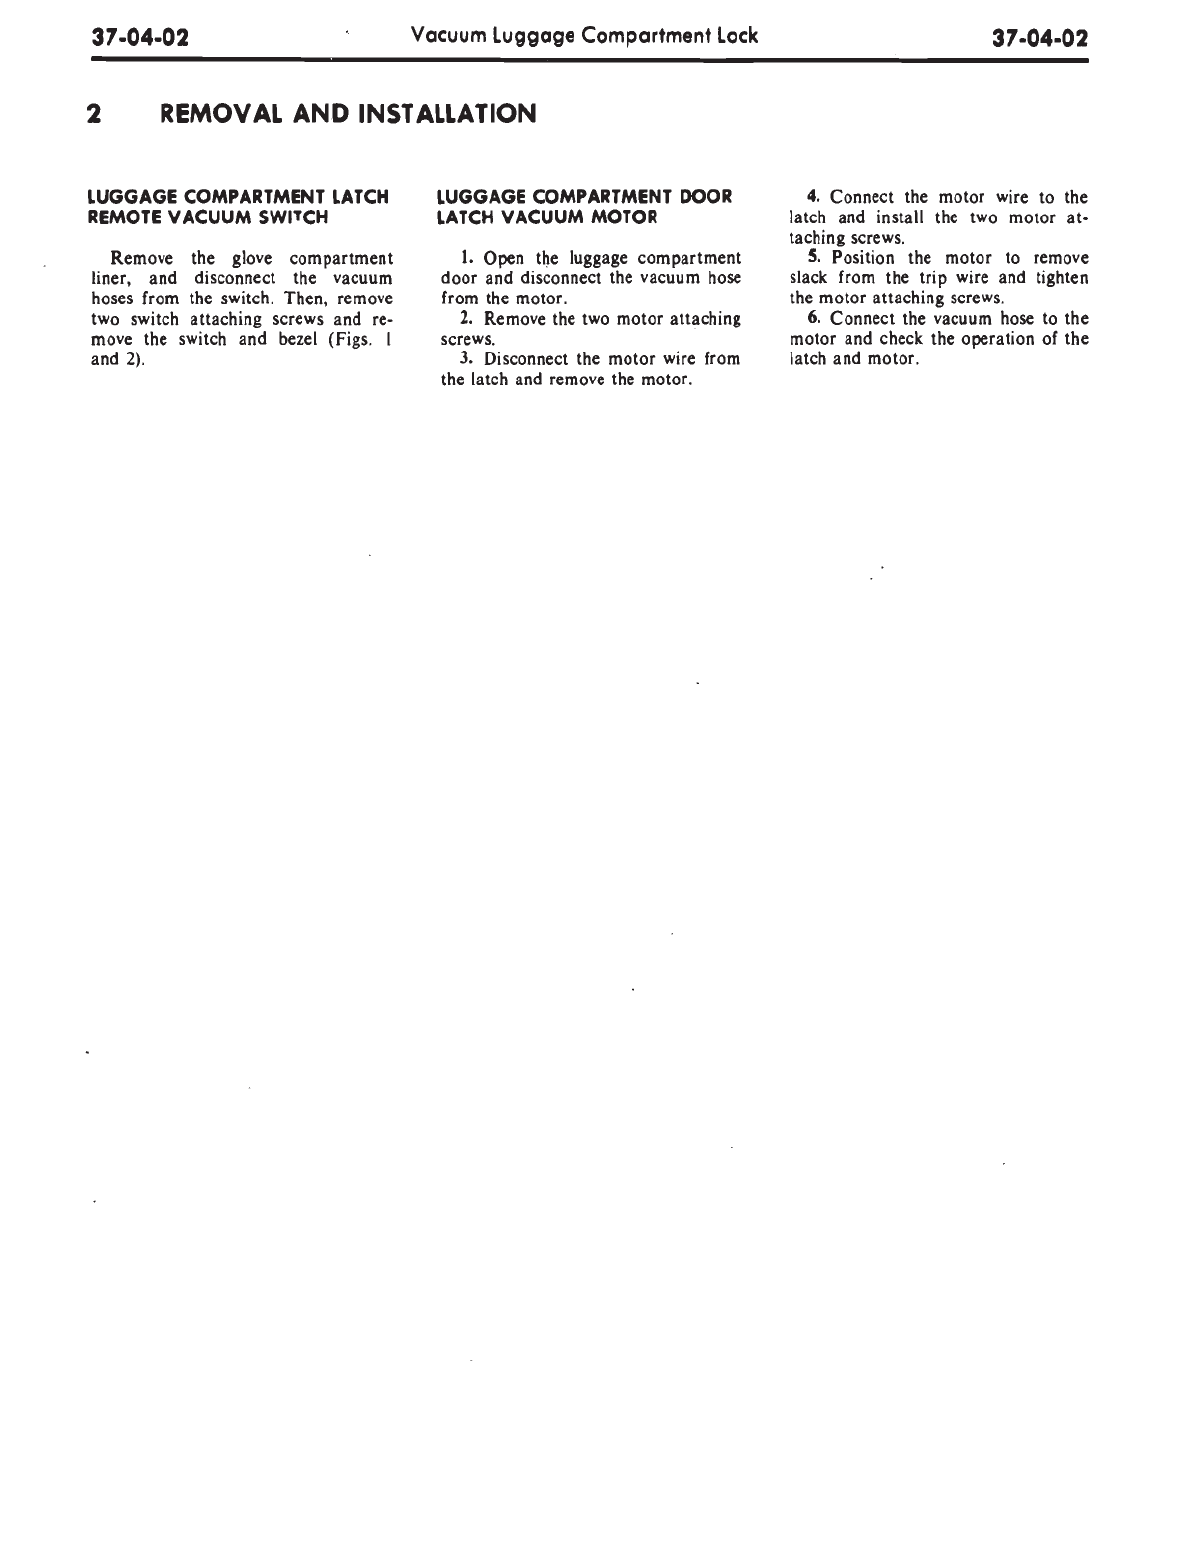 37-04-02 Vacuum Luggage Compartment Lock 37-04-02
2 REMOVAL AND INSTALLATION
LUGGAGE COMPARTMENT LATCH
REMOTE VACUUM SWITCH
Remove the glove compartment
liner, and disconnect the vacuum
hoses from the switch. Then, remove
two switch attaching screws and re-
move the switch and bezel (Figs. 1
and 2).
LUGGAGE COMPARTMENT DOOR
LATCH VACUUM MOTOR
1. Open the luggage compartment
door and disconnect the vacuum hose
from the motor.
2. Remove the two motor attaching
screws.
3. Disconnect the motor wire from
the latch and remove the motor.
4. Connect the motor wire to the
latch and install the two motor at-
taching screws.
5. Position the motor to remove
slack from the trip wire and tighten
the motor attaching screws.
6. Connect the vacuum hose to the
motor and check the operation of the
latch and motor.